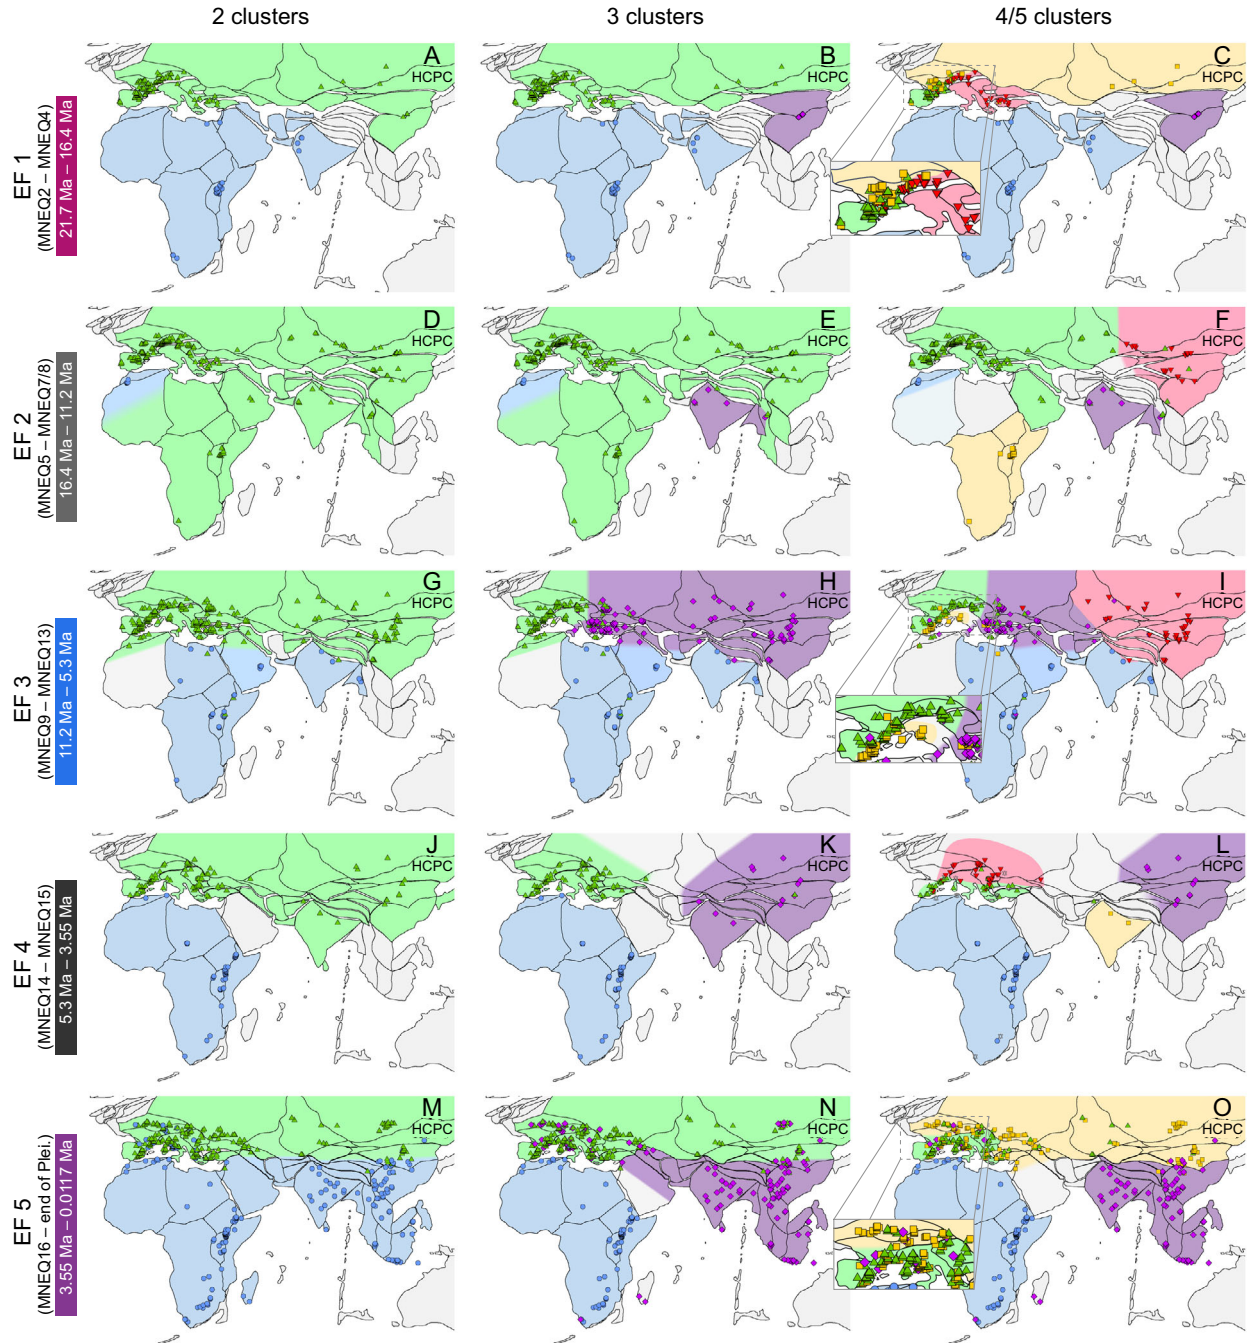 2 clusters
3 clusters
4/5 clusters
EF 1
(MNEQ2 – MNEQ4)
21.7 Ma – 16.4 Ma
A
HCPC
B
HCPC
C
HCPC
EF 2
(MNEQ5 – MNEQ7/8)
16.4 Ma – 11.2 Ma
D
HCPC
E
HCPC
F
HCPC
EF 3
(MNEQ9 – MNEQ13)
11.2 Ma – 5.3 Ma
G
HCPC
H
HCPC
I
HCPC
EF 4
(MNEQ14 – MNEQ15)
5.3 Ma – 3.55 Ma
J
HCPC
K
HCPC
L
HCPC
EF 5
(MNEQ16 – end of Plei.)
3.55 Ma – 0.01117 Ma
M
HCPC
N
HCPC
O
HCPC